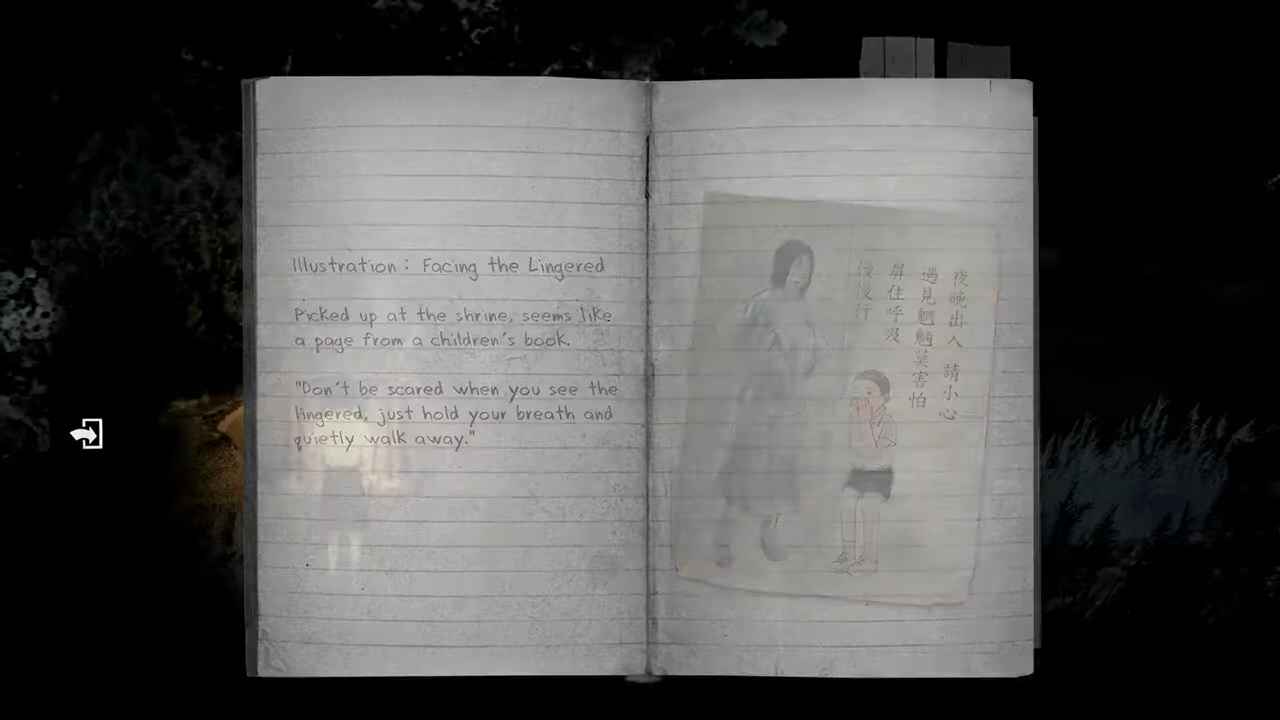 Illustration : Facing the Lingered
Picked up at the shrine, seems like
a page from a children's book.
"Don't be scared when you see the
lingered, just hold your breath and
quietly walk away."
夜晚出入 請小心
遇見魍魎莫害怕
屏住呼及
慢慢行